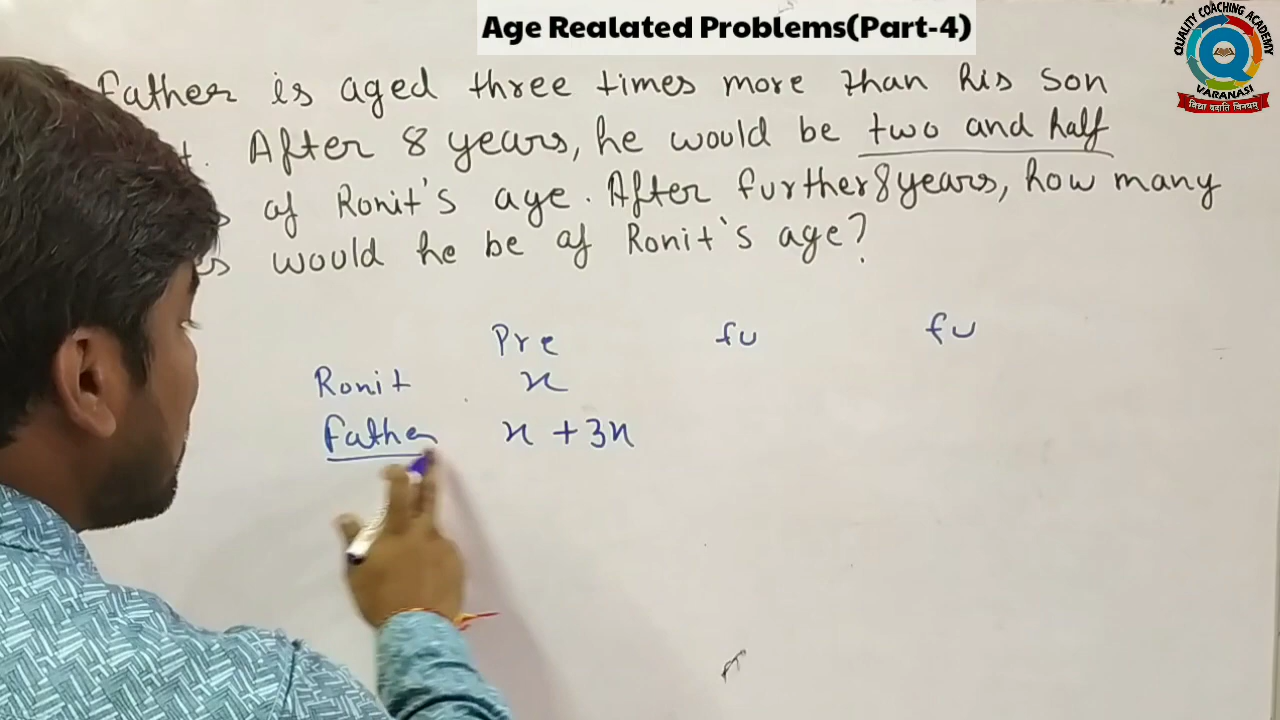 Age Realated Problems(Part-4)
QUALITY COACHING ACADEMY
VARANASI
Father is aged three times more than his son
t. After 8 years, he would be two and half
s of Ronit's age. After further 8 years, how many
es would he be of Ronit's age?
Pre fu fu
Ronit x
Father x + 3x